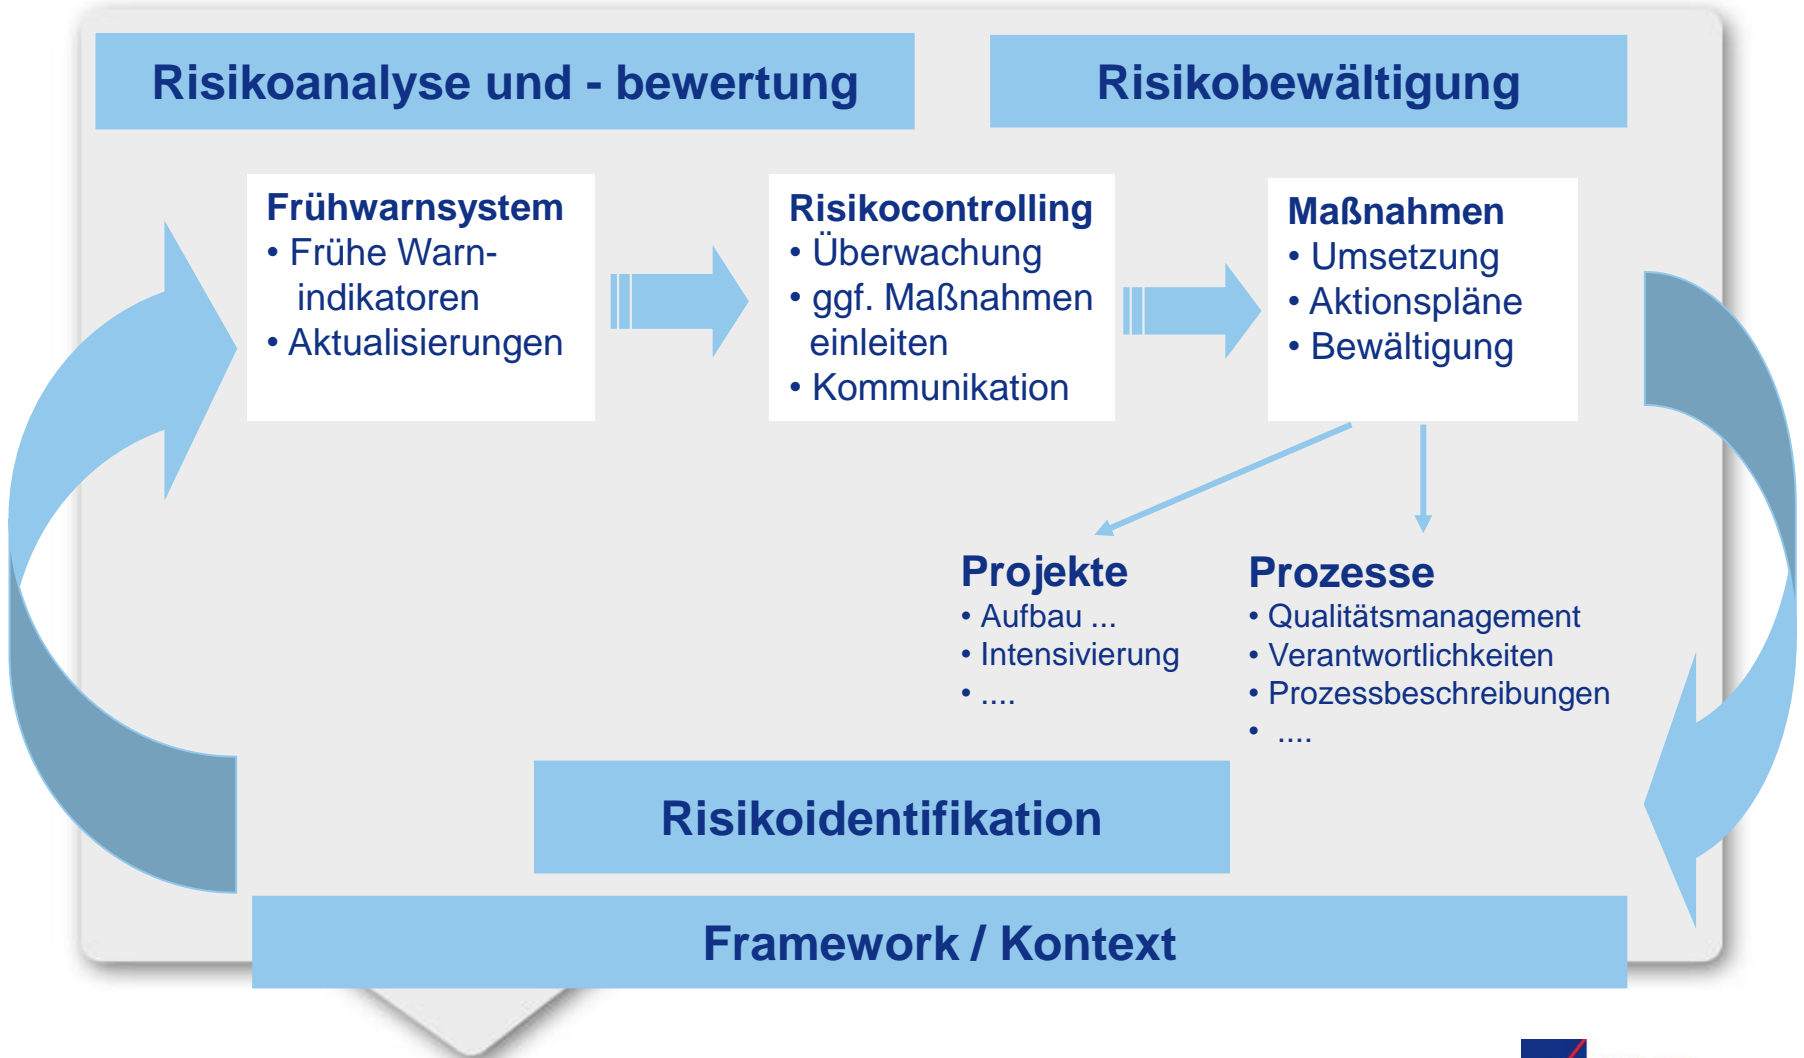 Risikoanalyse und - bewertung
Risikobewältigung
Frühwarnsystem
• Frühe Warn-
indikatoren
• Aktualisierungen
Risikocontrolling
• Überwachung
• ggf. Maßnahmen
einleiten
• Kommunikation
Maßnahmen
• Umsetzung
• Aktionspläne
• Bewältigung
Projekte
• Aufbau ...
• Intensivierung
• ....
Prozesse
• Qualitätsmanagement
• Verantwortlichkeiten
• Prozessbeschreibungen
• ....
Risikoidentifikation
Framework / Kontext